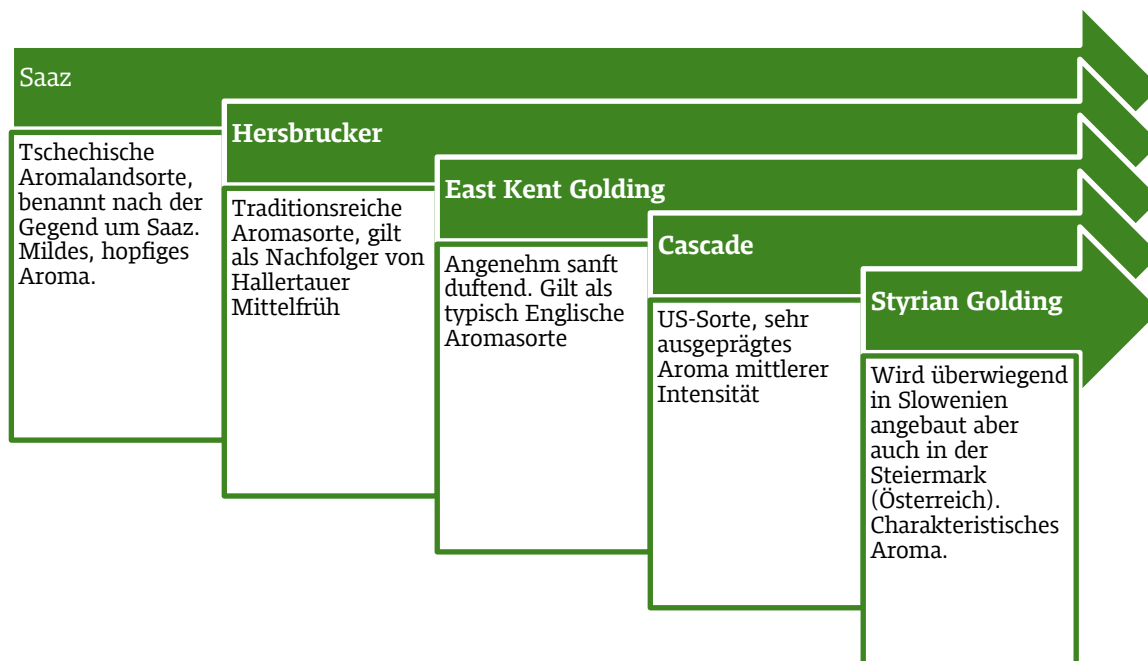 Saaz
Tschechische
Aromalandsorte,
benannt nach der
Gegend um Saaz.
Mildes, hopfiges
Aroma.
Hersbrucker
Traditionsreiche
Aromasorte, gilt
als Nachfolger von
Hallertauer
Mittelfrüh
East Kent Golding
Angenehm sanft
duftend. Gilt als
typisch Englische
Aromasorte
Cascade
US-Sorte, sehr
ausgeprägtes
Aroma mittlerer
Intensität
Styrian Golding
Wird überwiegend
in Slowenien
angebaut aber
auch in der
Steiermark
(Österreich).
Charakteristisches
Aroma.